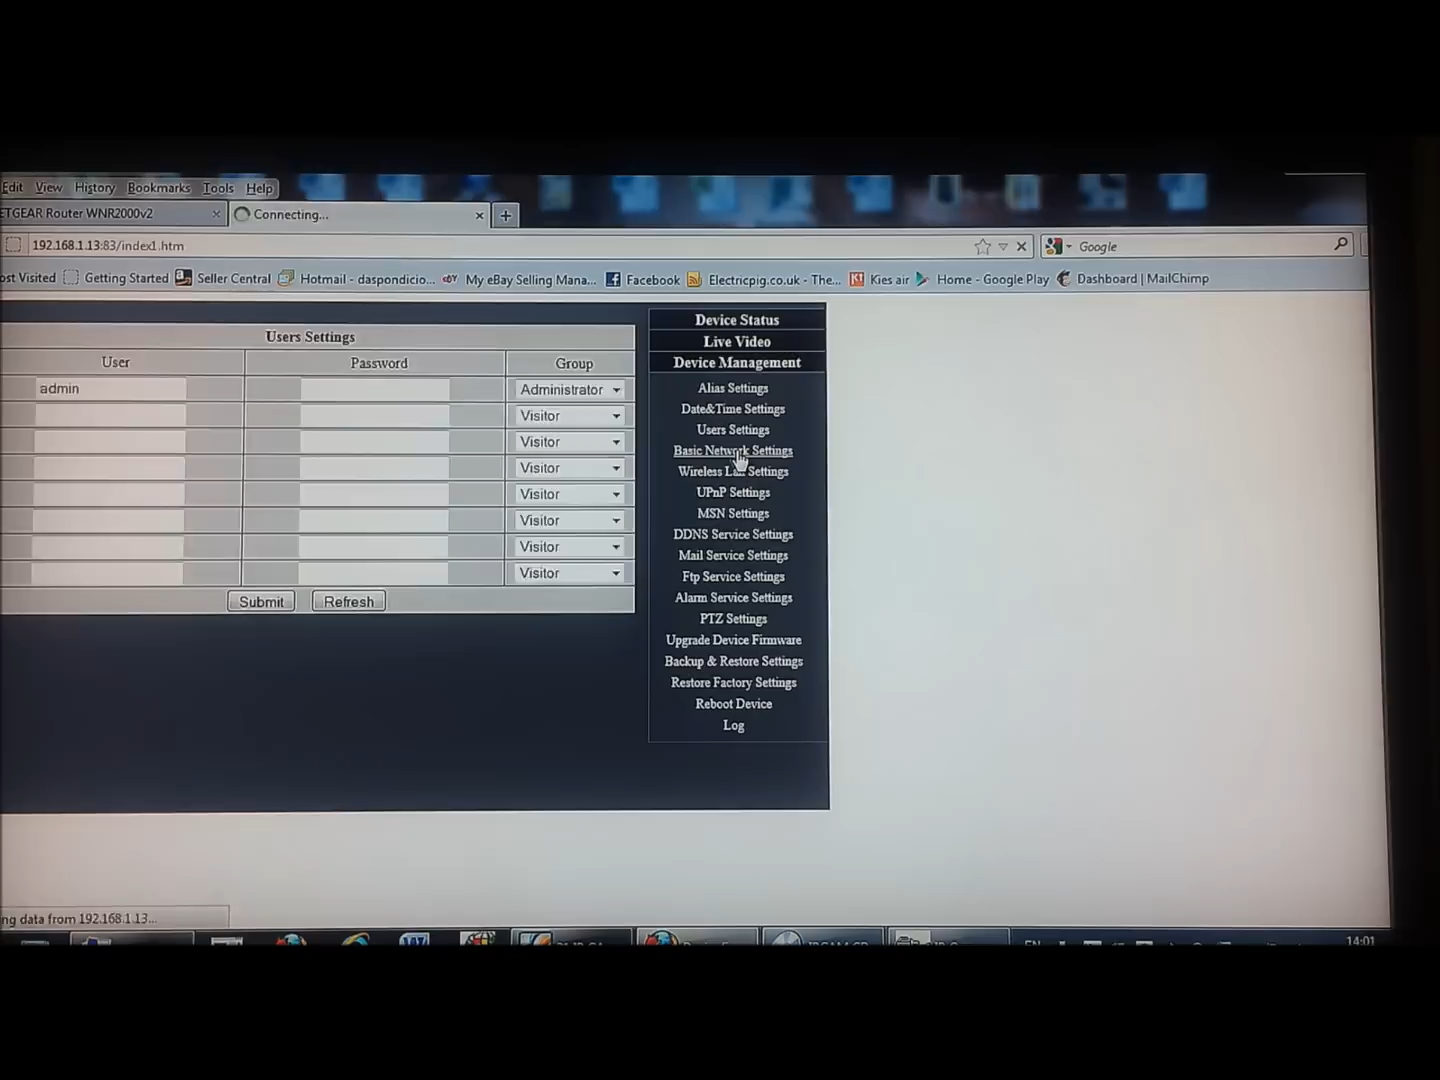 Edit View History Bookmarks Tools Help
ETGEAR Router WNR2000v2 × Connecting... × +
192.168.1.13:83/index1.htm Google
ost Visited Getting Started Seller Central Hotmail - daspondicio... My eBay Selling Mana... Facebook Electricpig.co.uk - The... Kies air Home - Google Play Dashboard | MailChimp
Users Settings
User Password Group
admin Administrator
Visitor
Visitor
Visitor
Visitor
Visitor
Visitor
Visitor
Submit Refresh
Device Status
Live Video
Device Management
Alias Settings
Date&Time Settings
Users Settings
Basic Network Settings
Wireless Lan Settings
UPnP Settings
MSN Settings
DDNS Service Settings
Mail Service Settings
Ftp Service Settings
Alarm Service Settings
PTZ Settings
Upgrade Device Firmware
Backup & Restore Settings
Restore Factory Settings
Reboot Device
Log
ng data from 192.168.1.13...
EN 14:01